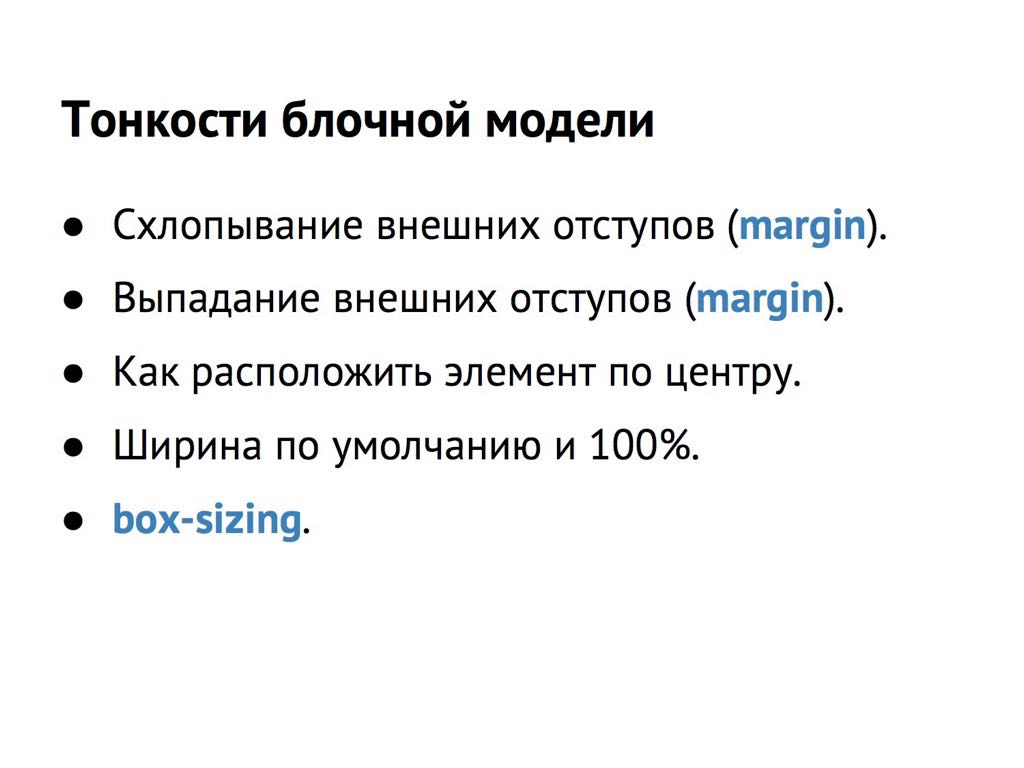 Тонкости блочной модели
● Схлопывание внешних отступов (margin).
● Выпадание внешних отступов (margin).
● Как расположить элемент по центру.
● Ширина по умолчанию и 100%.
● box-sizing.